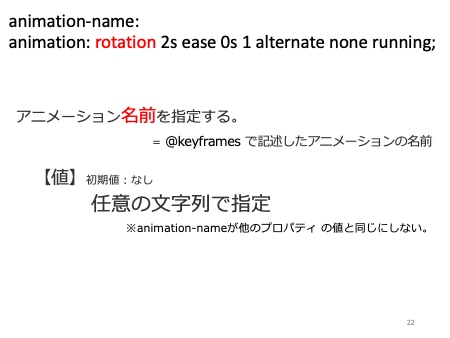 animation-name:
animation: rotation 2s ease 0s 1 alternate none running;
アニメーション名前を指定する。
= @keyframes で記述したアニメーションの名前
【値】初期値：なし
任意の文字列で指定
※animation-nameが他のプロパティ の値と同じにしない。
22